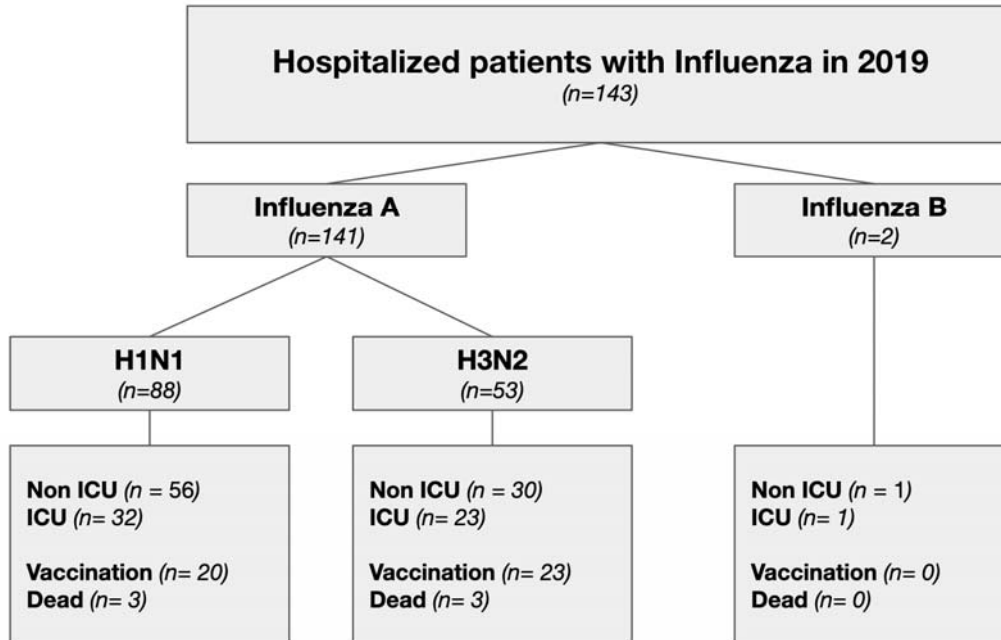 Hospitalized patients with Influenza in 2019
(n=143)
Influenza A
(n=141)
Influenza B
(n=2)
H1N1
(n=88)
H3N2
(n=53)
Non ICU (n = 56)
ICU (n= 32)
Vaccination (n= 20)
Dead (n= 3)
Non ICU (n = 30)
ICU (n= 23)
Vaccination (n= 23)
Dead (n= 3)
Non ICU (n = 1)
ICU (n= 1)
Vaccination (n= 0)
Dead (n= 0)